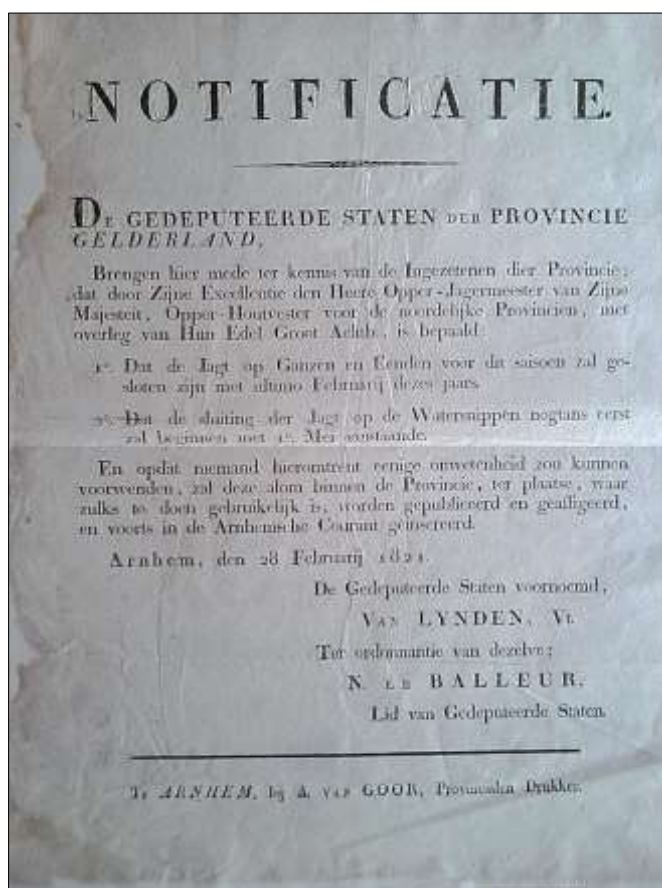 NOTIFICATIE.
DE GEDEPUTEERDE STATEN DER PROVINCIE
GELDERLAND,
Brengen hier mede ter kennis van de Ingezetenen dier Provincie,
dat door Zijne Excellentie den Heere Opper-Jagermeester van Zijne
Majesteit, Opper-Houtvester voor de noordelijke Provincien, met
overleg van Hun Edel Groot Achtb., is bepaald
1o. Dat de Jagt op Ganzen en Eenden voor dit saisoen zal ge-
sloten zijn met ultimo Februarij dezes jaars.
2o. Dat de sluiting der Jagt op de Watersnippen nogtans eerst
zal beginnen met 1o. Mei aanstaande.
En opdat niemand hieromtrent eenige onwetenheid zou kunnen
voorwenden, zal deze alom binnen de Provincie, ter plaatse, waar
zulks te doen gebruikelijk is, worden gepubliceerd en geaffigeerd,
en voorts in de Arnhemsche Courant geinsereerd.
Arnhem, den 28 Februarij 1821.
De Gedeputeerde Staten voornoemd,
VAN LYNDEN, Vt.
Ter ordonnantie van dezelve;
N. LE BALLEUR,
Lid van Gedeputeerde Staten.
Te ARNHEM, bij A. VAN GOOR, Provincialen Drukker.